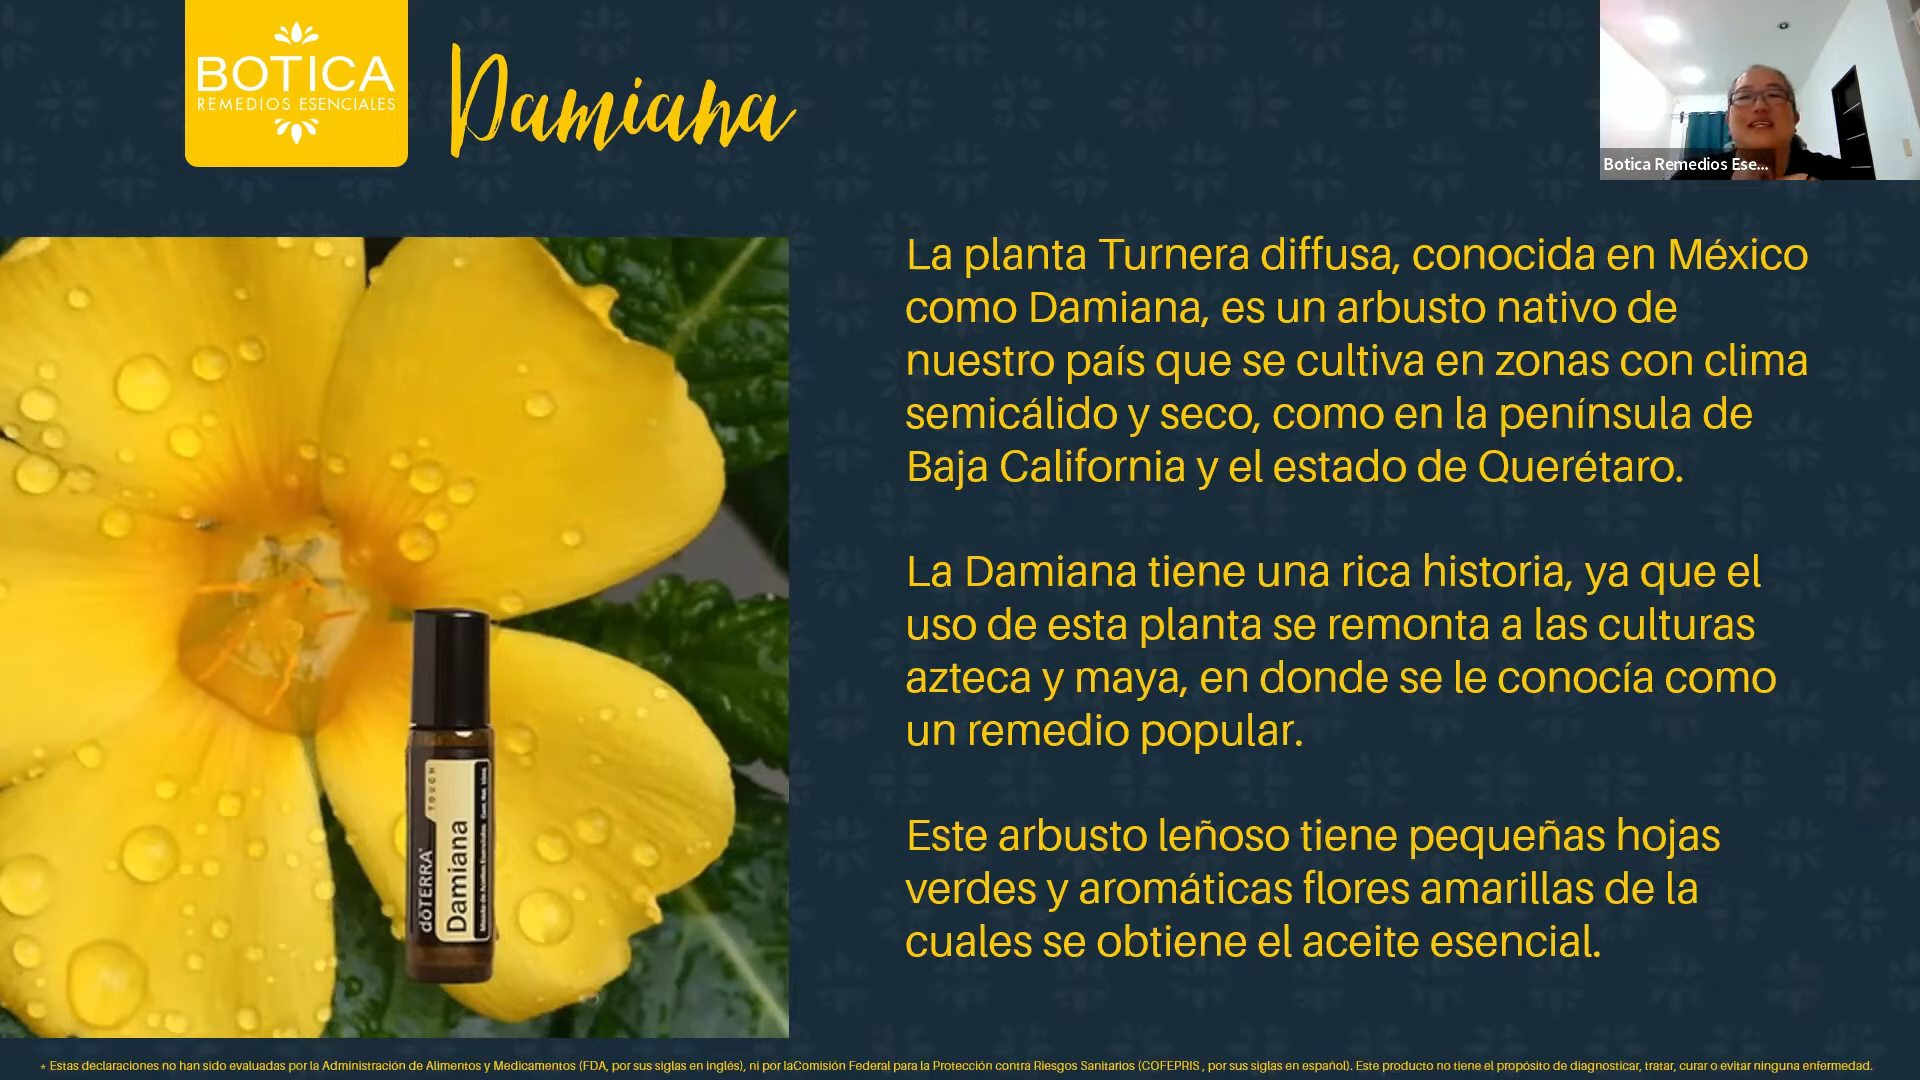 BOTICA
REMEDIOS ESENCIALES
Damiana
Botica Remedios Ese...
La planta Turnera diffusa, conocida en México
como Damiana, es un arbusto nativo de
nuestro país que se cultiva en zonas con clima
semicálido y seco, como en la península de
Baja California y el estado de Querétaro.
La Damiana tiene una rica historia, ya que el
uso de esta planta se remonta a las culturas
azteca y maya, en donde se le conocía como
un remedio popular.
Este arbusto leñoso tiene pequeñas hojas
verdes y aromáticas flores amarillas de la
cuales se obtiene el aceite esencial.
dōTERRA
TOUCH
Damiana
Mezcla de Aceites Esenciales
* Estas declaraciones no han sido evaluadas por la Administración de Alimentos y Medicamentos (FDA, por sus siglas en inglés), ni por laComisión Federal para la Protección contra Riesgos Sanitarios (COFEPRIS , por sus siglas en español). Este producto no tiene el propósito de diagnosticar, tratar, curar o evitar ninguna enfermedad.